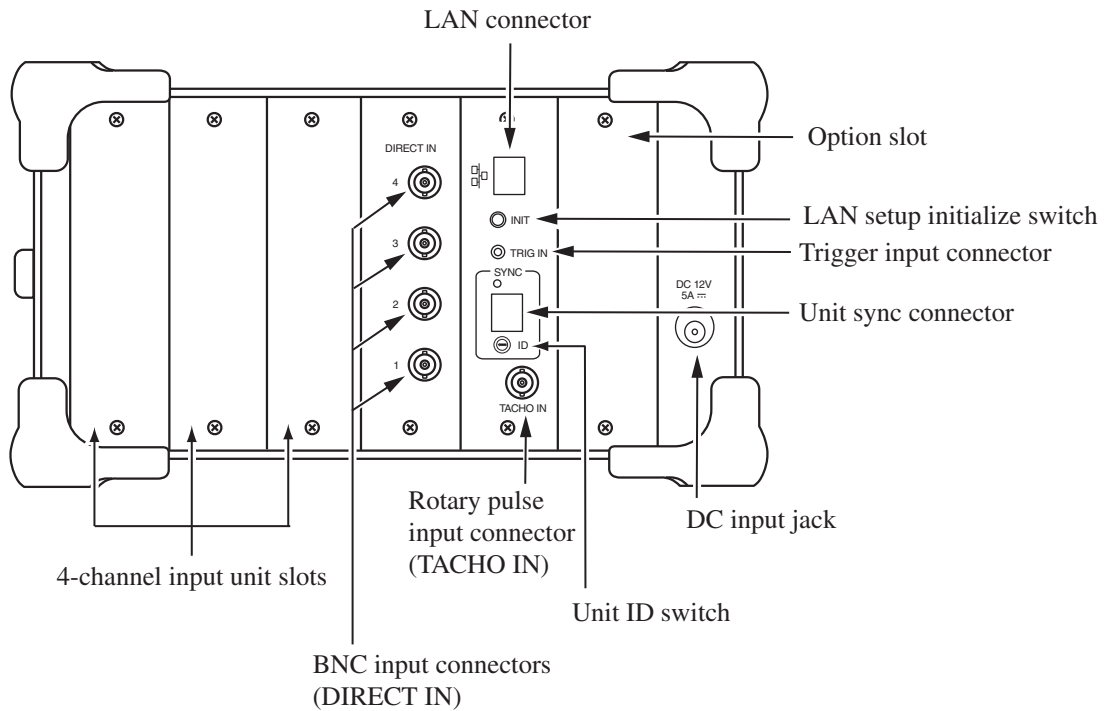 LAN connector
DIRECT IN
4
3
2
1
INIT
TRIG IN
SYNC
ID
TACHO IN
DC 12V
5A ⎓
Option slot
LAN setup initialize switch
Trigger input connector
Unit sync connector
DC input jack
Rotary pulse
input connector
(TACHO IN)
4-channel input unit slots
Unit ID switch
BNC input connectors
(DIRECT IN)